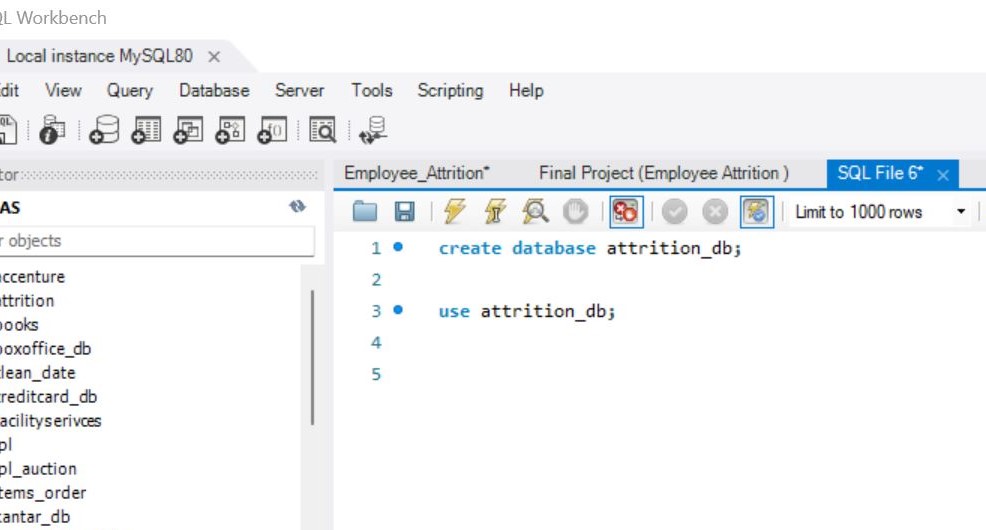 QL Workbench
Local instance MySQL80
dit View Query Database Server Tools Scripting Help
tor
Employee_Attrition* Final Project (Employee Attrition ) SQL File 6*
AS
Limit to 1000 rows
r objects
1 create database attrition_db;
2
3 use attrition_db;
4
5
ccenture
ttrition
ooks
oxoffice_db
lean_date
reditcard_db
acilityserivces
pl
pl_auction
tems_order
antar_db